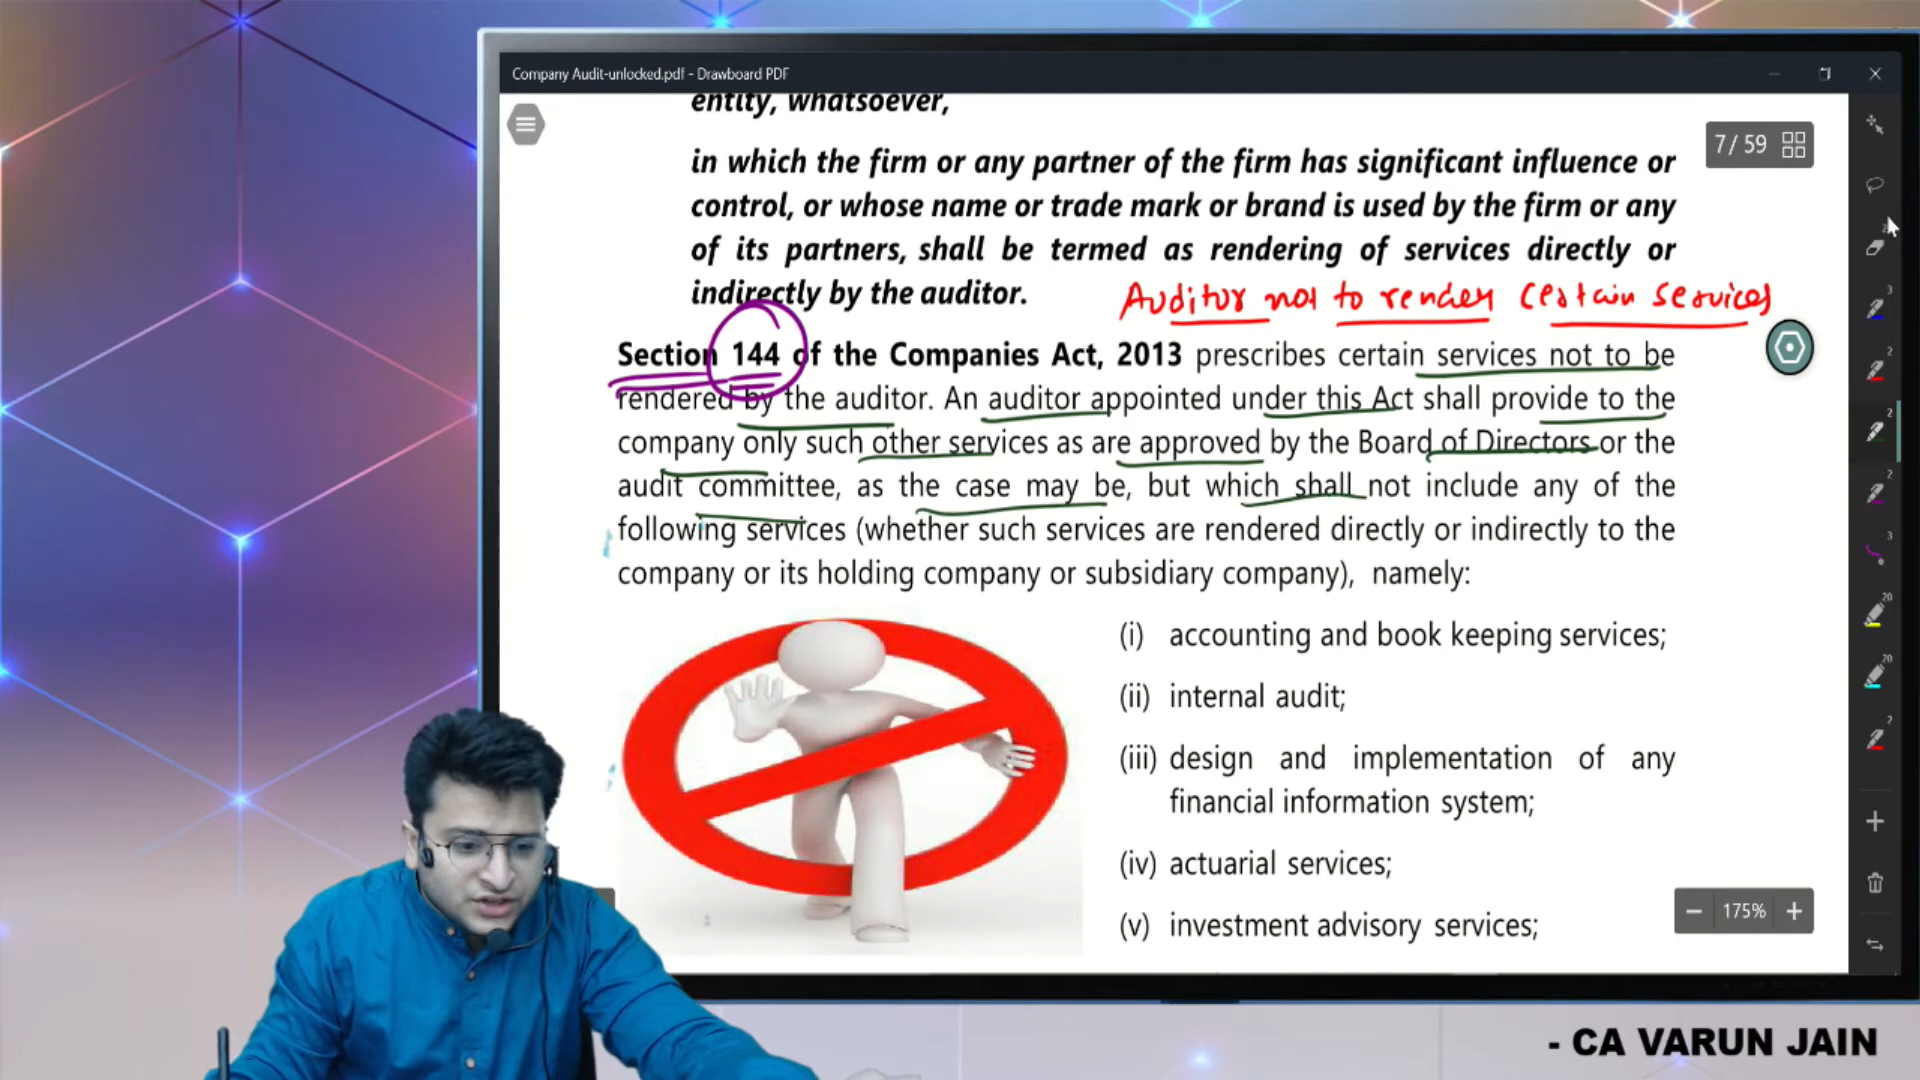 Company Audit-unlocked.pdf - Drawboard PDF
entity, whatsoever,
7 / 59
in which the firm or any partner of the firm has significant influence or
control, or whose name or trade mark or brand is used by the firm or any
of its partners, shall be termed as rendering of services directly or
indirectly by the auditor.
Auditor not to render Certain Services
Section 144 of the Companies Act, 2013 prescribes certain services not to be
rendered by the auditor. An auditor appointed under this Act shall provide to the
company only such other services as are approved by the Board of Directors or the
audit committee, as the case may be, but which shall not include any of the
following services (whether such services are rendered directly or indirectly to the
company or its holding company or subsidiary company), namely:
(i) accounting and book keeping services;
(ii) internal audit;
(iii) design and implementation of any
financial information system;
(iv) actuarial services;
(v) investment advisory services;
175%
3
2
2
2
3
20
20
2
- CA VARUN JAIN